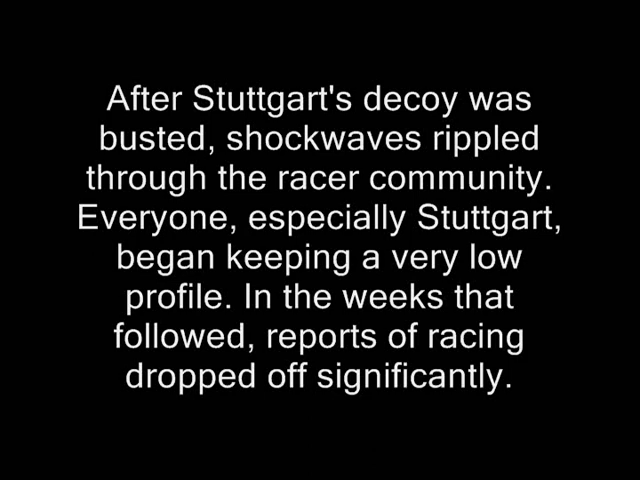 After Stuttgart's decoy was
busted, shockwaves rippled
through the racer community.
Everyone, especially Stuttgart,
began keeping a very low
profile. In the weeks that
followed, reports of racing
dropped off significantly.